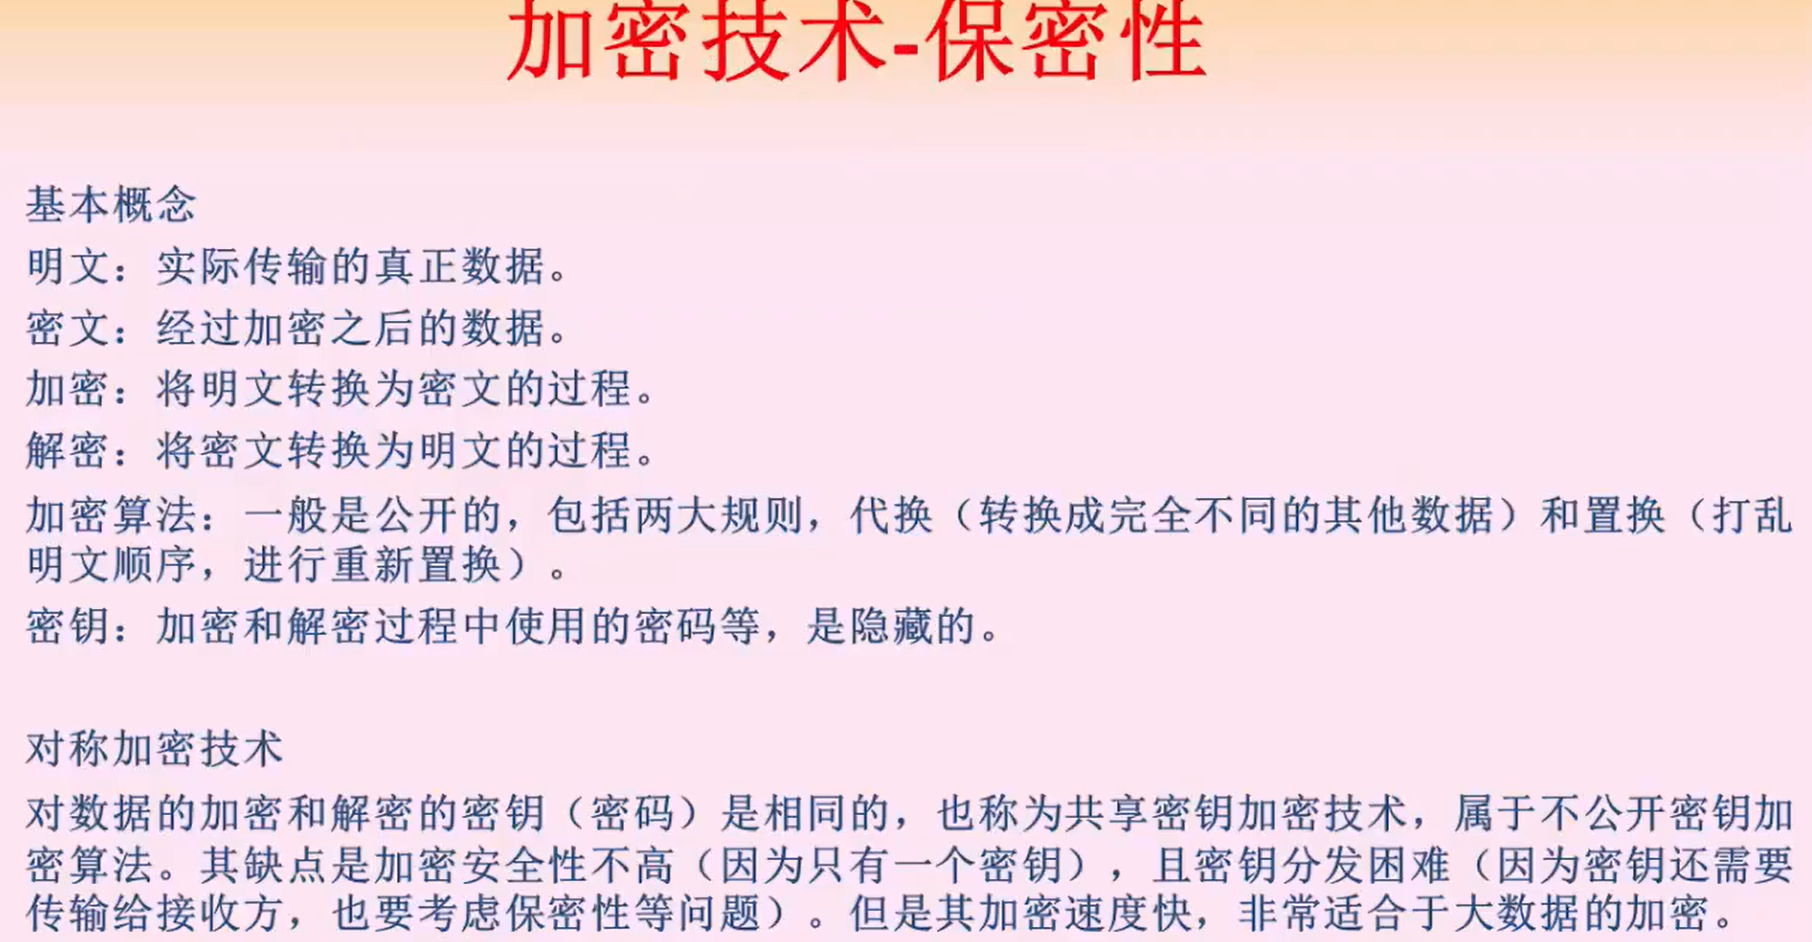 加密技术-保密性
基本概念
明文：实际传输的真正数据。
密文：经过加密之后的数据。
加密：将明文转换为密文的过程。
解密：将密文转换为明文的过程。
加密算法：一般是公开的，包括两大规则，代换（转换成完全不同的其他数据）和置换（打乱
明文顺序，进行重新置换）。
密钥：加密和解密过程中使用的密码等，是隐藏的。
对称加密技术
对数据的加密和解密的密钥（密码）是相同的，也称为共享密钥加密技术，属于不公开密钥加
密算法。其缺点是加密安全性不高（因为只有一个密钥），且密钥分发困难（因为密钥还需要
传输给接收方，也要考虑保密性等问题）。但是其加密速度快，非常适合于大数据的加密。